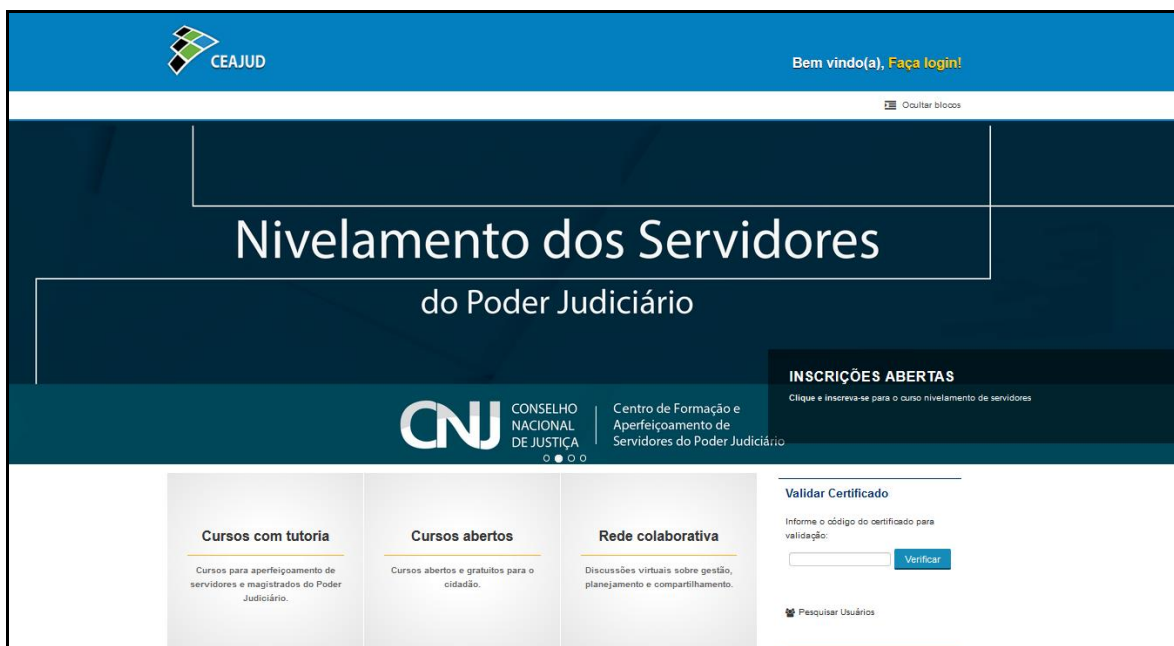 CEAJUD
Bem vindo(a), Faça login!
Ocultar blocos
Nivelamento dos Servidores
do Poder Judiciário
INSCRIÇÕES ABERTAS
Clique e inscreva-se para o curso nivelamento de servidores
CNJ
CONSELHO
NACIONAL
DE JUSTIÇA
Centro de Formação e
Aperfeiçoamento de
Servidores do Poder Judiciário
Cursos com tutoria
Cursos para aperfeiçoamento de
servidores e magistrados do Poder
Judiciário.
Cursos abertos
Cursos abertos e gratuitos para o
cidadão.
Rede colaborativa
Discussões virtuais sobre gestão,
planejamento e compartilhamento.
Validar Certificado
Informe o código do certificado para
validação:
Verificar
Pesquisar Usuários